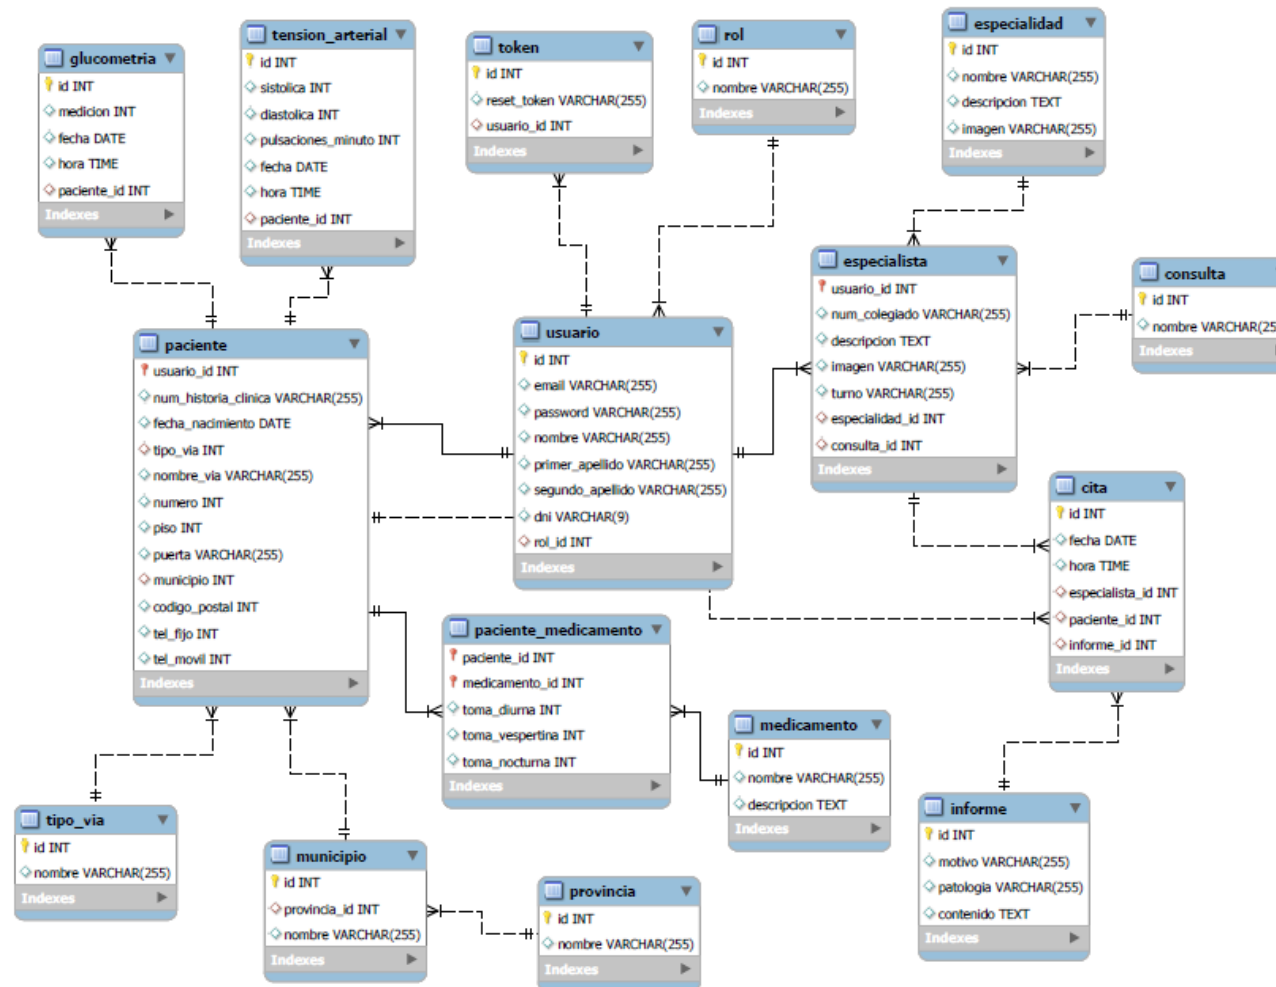 glucometria
id INT
medicion INT
fecha DATE
hora TIME
paciente_id INT
Indexes
tension_arterial
id INT
sistolica INT
diastolica INT
pulsaciones_minuto INT
fecha DATE
hora TIME
paciente_id INT
Indexes
token
id INT
reset_token VARCHAR(255)
usuario_id INT
Indexes
rol
id INT
nombre VARCHAR(255)
Indexes
especialidad
id INT
nombre VARCHAR(255)
descripcion TEXT
imagen VARCHAR(255)
Indexes
paciente
usuario_id INT
num_historia_clinica VARCHAR(255)
fecha_nacimiento DATE
tipo_via INT
nombre_via VARCHAR(255)
numero INT
piso INT
puerta VARCHAR(255)
municipio INT
codigo_postal INT
tel_fijo INT
tel_movil INT
Indexes
usuario
id INT
email VARCHAR(255)
password VARCHAR(255)
nombre VARCHAR(255)
primer_apellido VARCHAR(255)
segundo_apellido VARCHAR(255)
dni VARCHAR(9)
rol_id INT
Indexes
especialista
usuario_id INT
num_colegiado VARCHAR(255)
descripcion TEXT
imagen VARCHAR(255)
turno VARCHAR(255)
especialidad_id INT
consulta_id INT
Indexes
consulta
id INT
nombre VARCHAR(25
Indexes
cita
id INT
fecha DATE
hora TIME
especialista_id INT
paciente_id INT
informe_id INT
Indexes
paciente_medicamento
paciente_id INT
medicamento_id INT
toma_diurna INT
toma_vespertina INT
toma_nocturna INT
Indexes
medicamento
id INT
nombre VARCHAR(255)
descripcion TEXT
Indexes
tipo_via
id INT
nombre VARCHAR(255)
Indexes
municipio
id INT
provincia_id INT
nombre VARCHAR(255)
Indexes
provincia
id INT
nombre VARCHAR(255)
Indexes
informe
id INT
motivo VARCHAR(255)
patologia VARCHAR(255)
contenido TEXT
Indexes